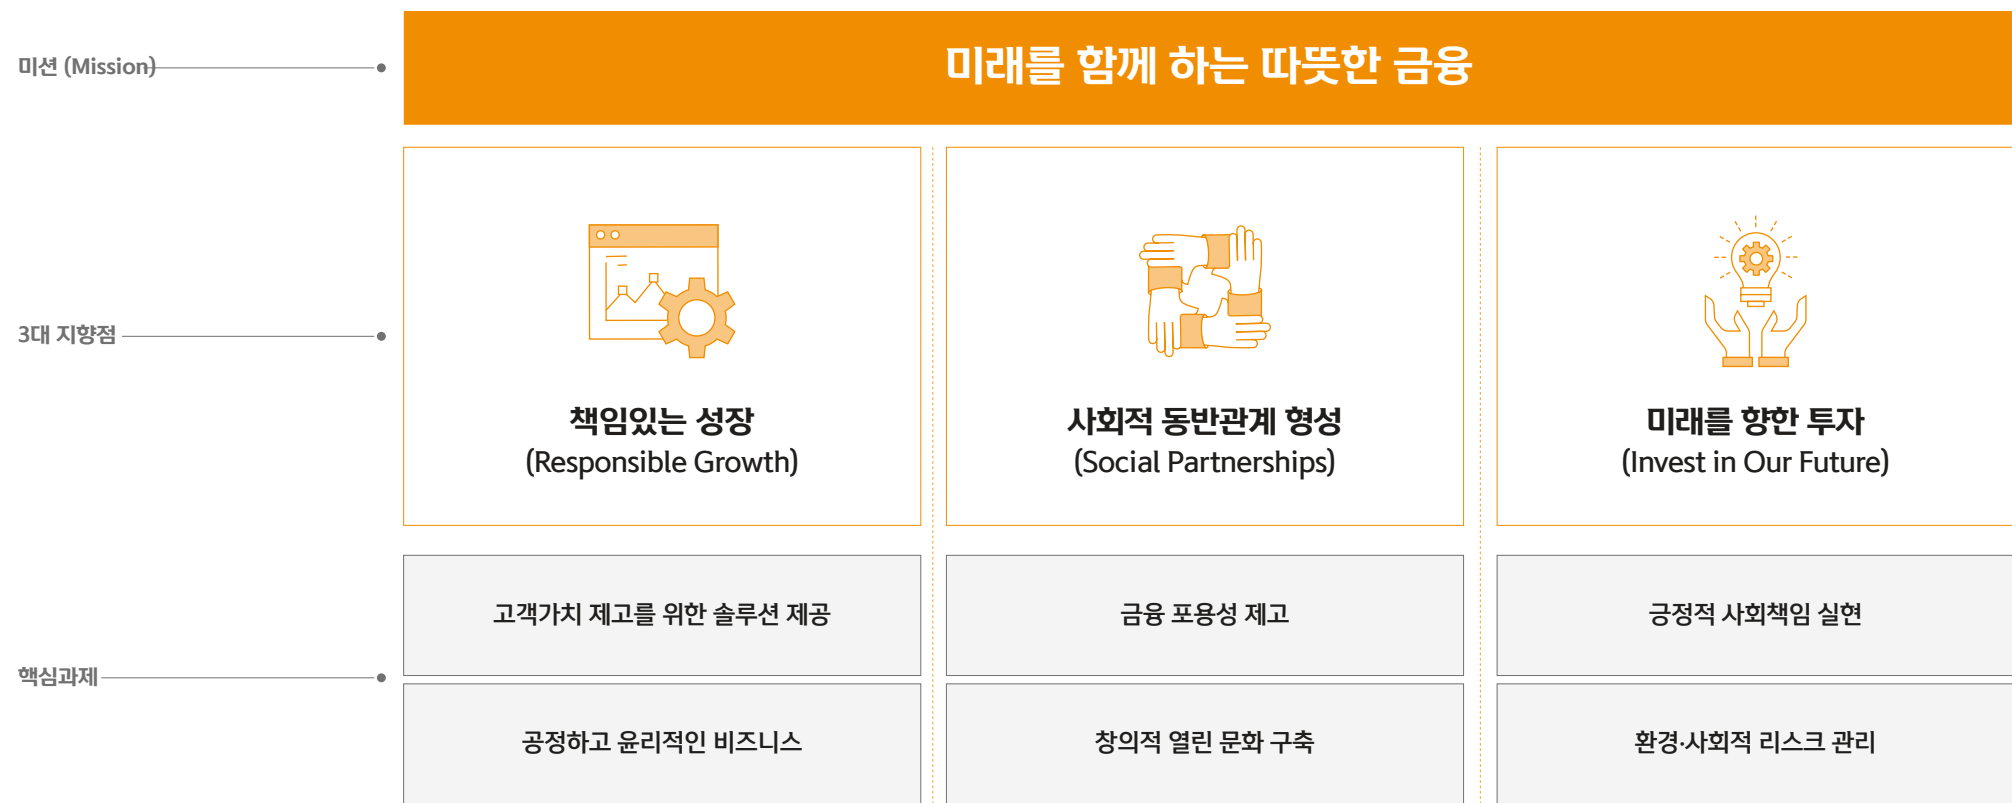 미션 (Mission)
미래를 함께 하는 따뜻한 금융
3대 지향점
책임있는 성장
(Responsible Growth)
사회적 동반관계 형성
(Social Partnerships)
미래를 향한 투자
(Invest in Our Future)
핵심과제
고객가치 제고를 위한 솔루션 제공
금융 포용성 제고
긍정적 사회책임 실현
공정하고 윤리적인 비즈니스
창의적 열린 문화 구축
환경·사회적 리스크 관리